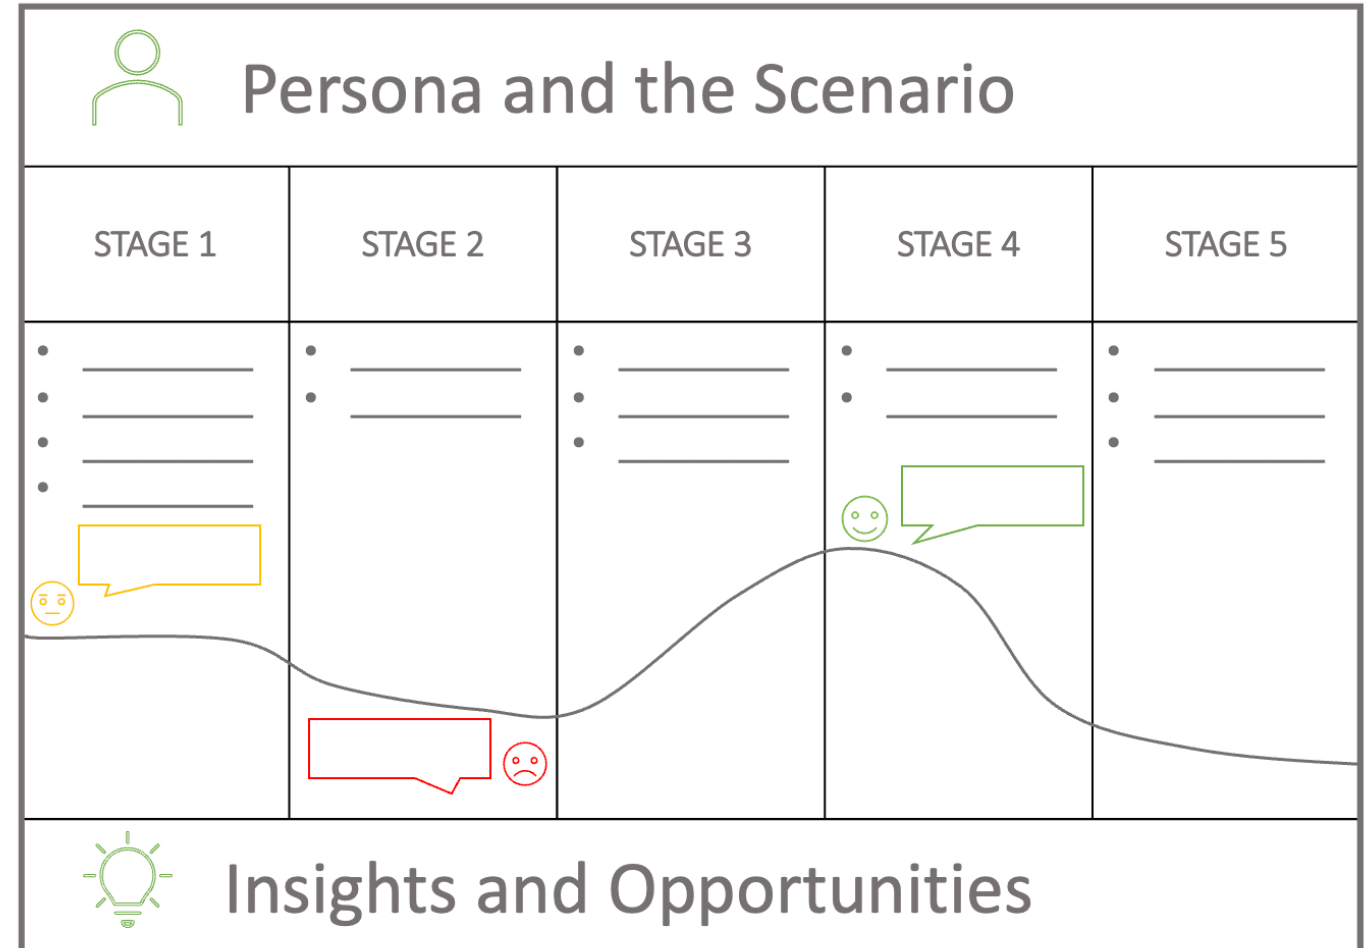 Persona and the Scenario
STAGE 1
STAGE 2
STAGE 3
STAGE 4
STAGE 5
Insights and Opportunities